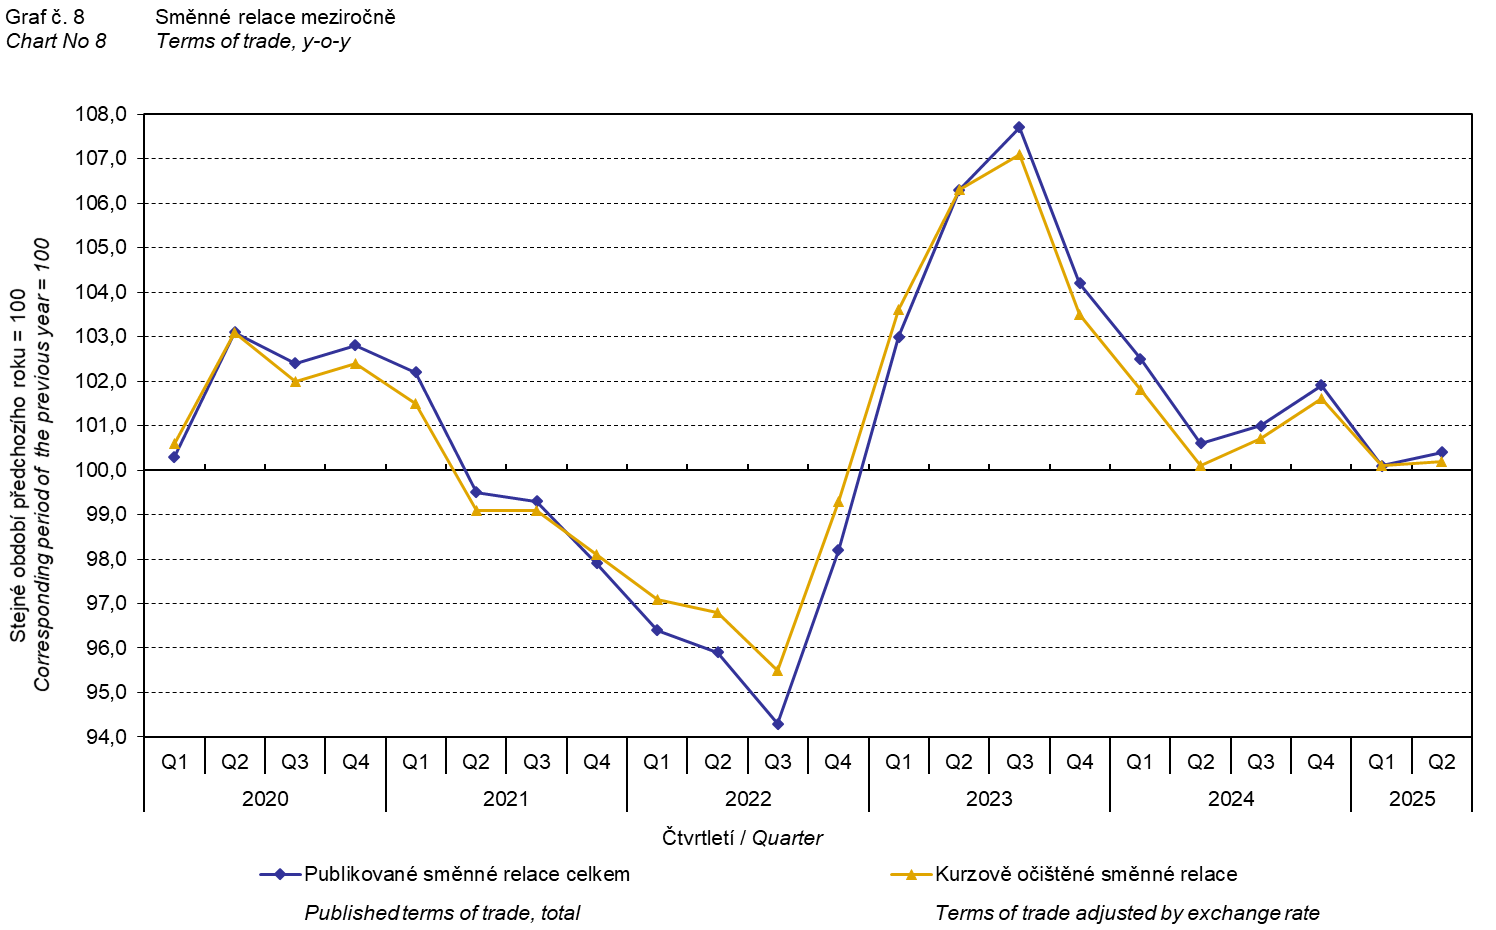 Graf č. 8 Směnné relace meziročně
Chart No 8 Terms of trade, y-o-y
Stejné období předchozího roku = 100
Corresponding period of the previous year = 100
108,0
107,0
106,0
105,0
104,0
103,0
102,0
101,0
100,0
99,0
98,0
97,0
96,0
95,0
94,0
Q1 Q2 Q3 Q4 Q1 Q2 Q3 Q4 Q1 Q2 Q3 Q4 Q1 Q2 Q3 Q4 Q1 Q2 Q3 Q4 Q1 Q2
2020 2021 2022 2023 2024 2025
Čtvrtletí / Quarter
Publikované směnné relace celkem Kurzově očištěné směnné relace
Published terms of trade, total Terms of trade adjusted by exchange rate